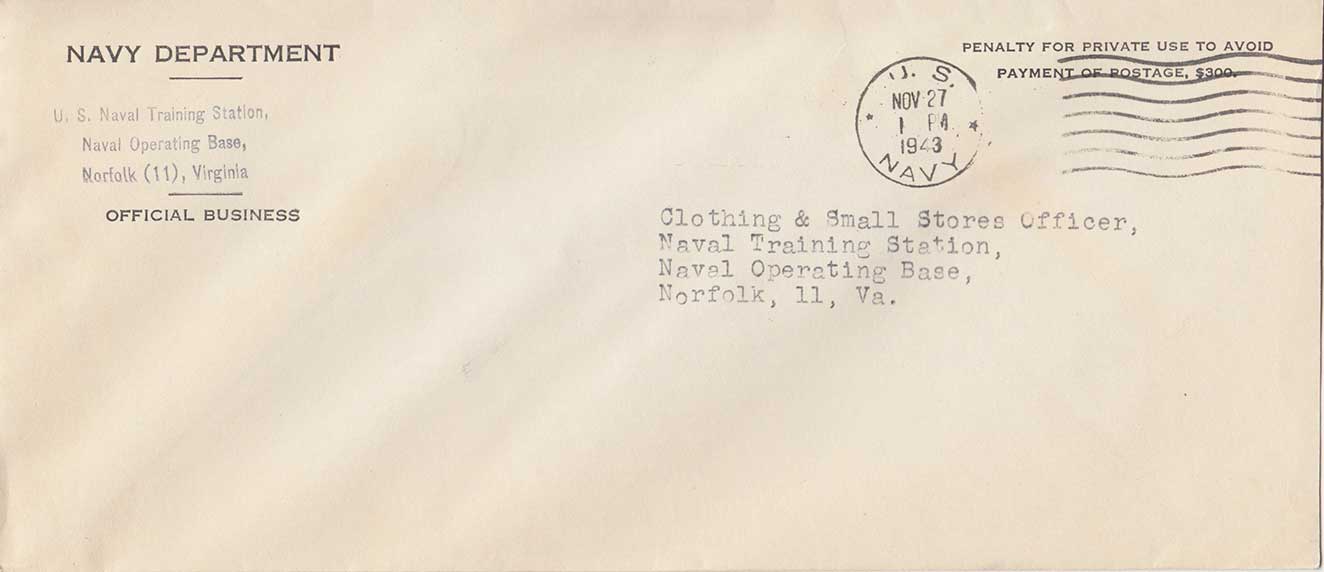 NAVY DEPARTMENT
U. S. Naval Training Station,
Naval Operating Base,
Norfolk (11), Virginia
OFFICIAL BUSINESS
PENALTY FOR PRIVATE USE TO AVOID
PAYMENT OF POSTAGE, $300.
U. S.
NOV 27
1 PM
1943
NAVY
Clothing & Small Stores Officer,
Naval Training Station,
Naval Operating Base,
Norfolk, 11, Va.